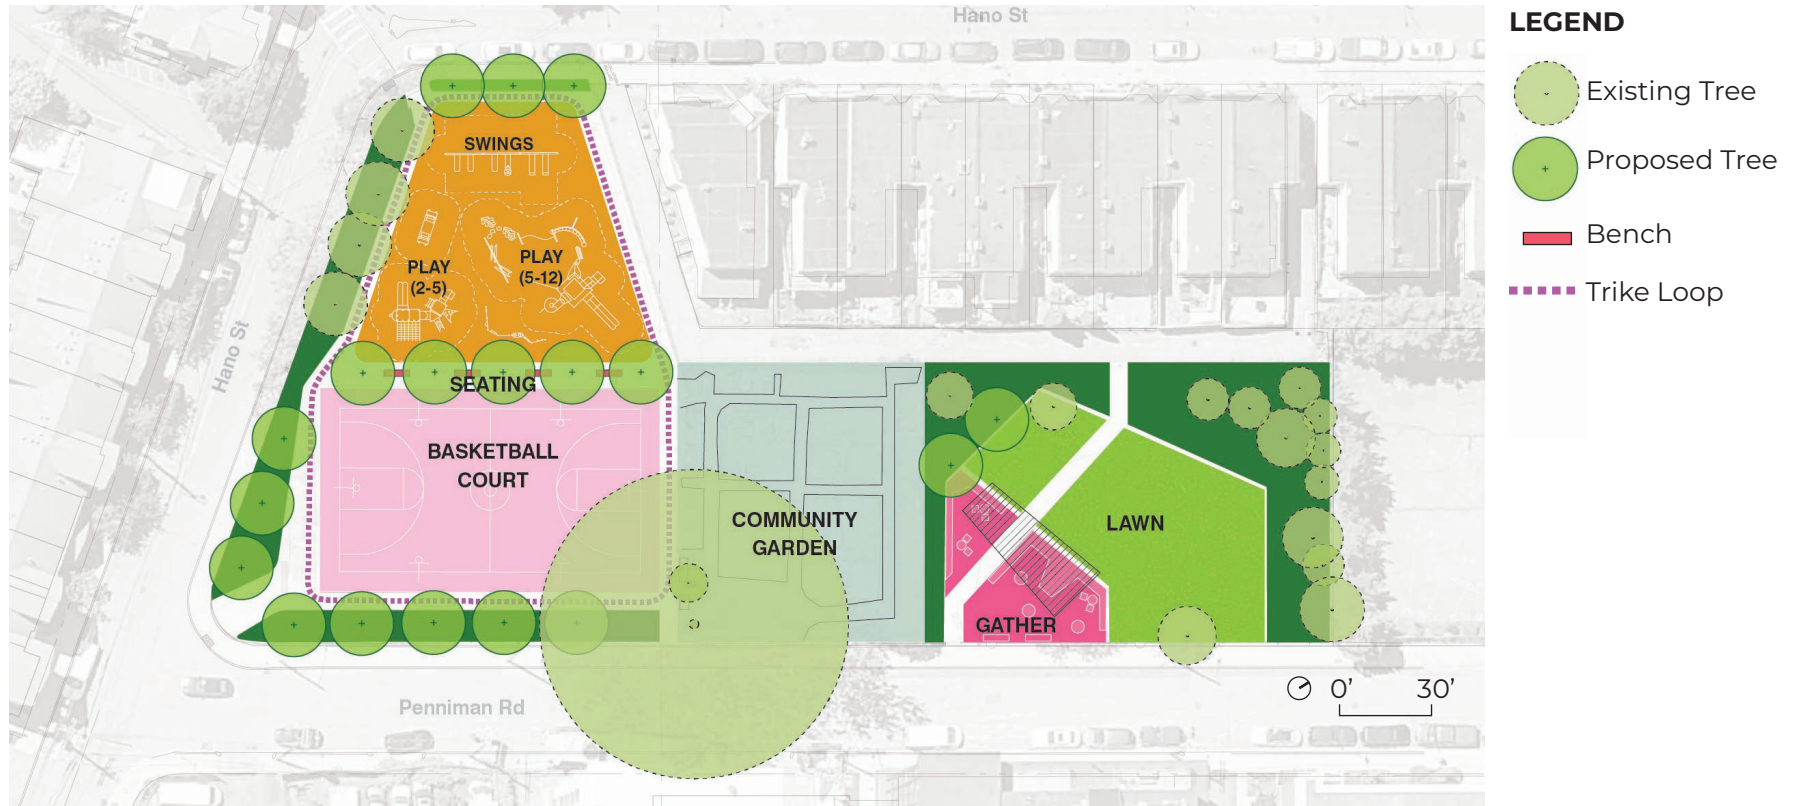 Hano St
LEGEND
Existing Tree
Proposed Tree
Bench
Trike Loop
SWINGS
PLAY
(2-5)
PLAY
(5-12)
Hano St
SEATING
BASKETBALL
COURT
COMMUNITY
GARDEN
LAWN
GATHER
Penniman Rd
0’
30’